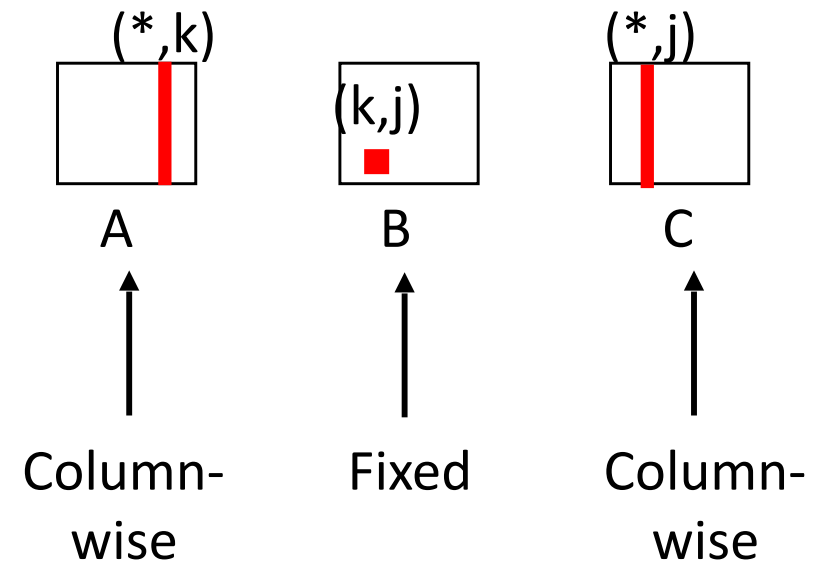 (*,k)
(k,j)
(*,j)
A
B
C
Column-
wise
Fixed
Column-
wise